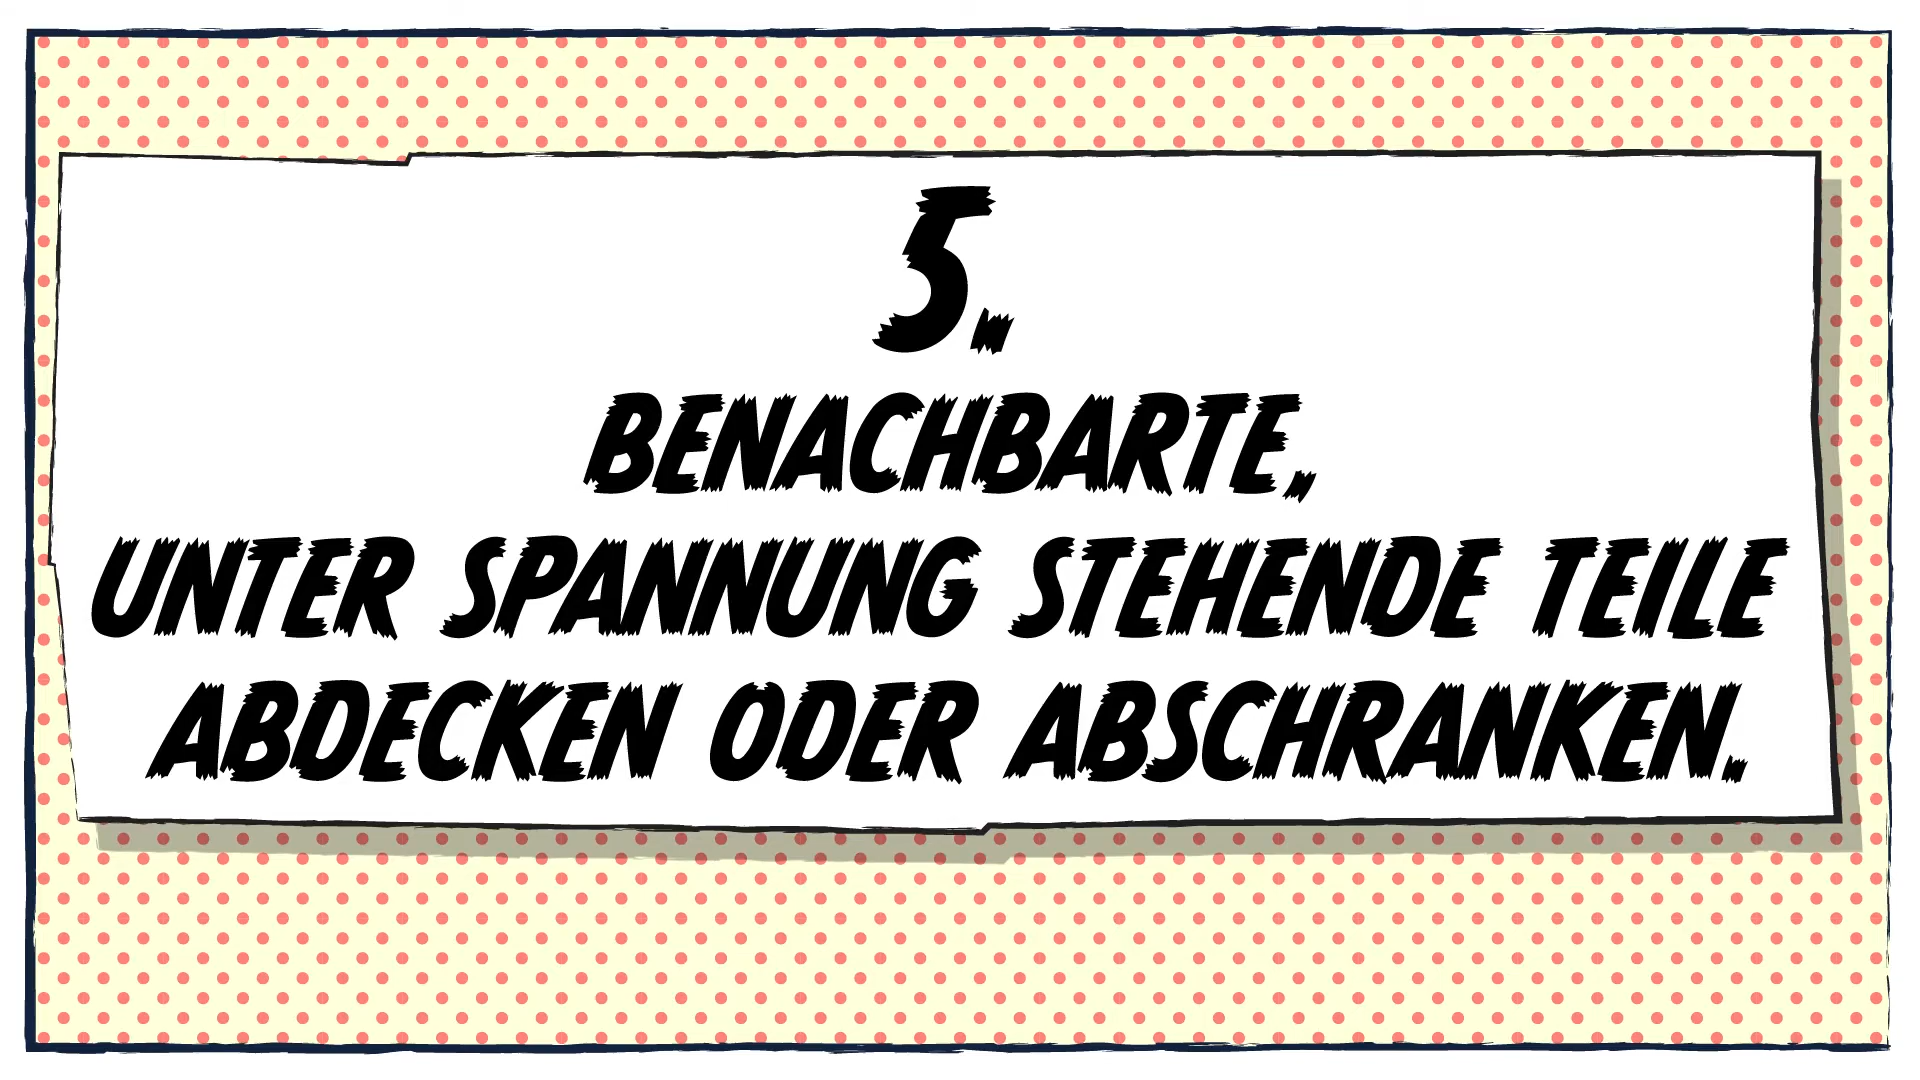 5.
BENACHBARTE,
UNTER SPANNUNG STEHENDE TEILE
ABDECKEN ODER ABSCHRANKEN.